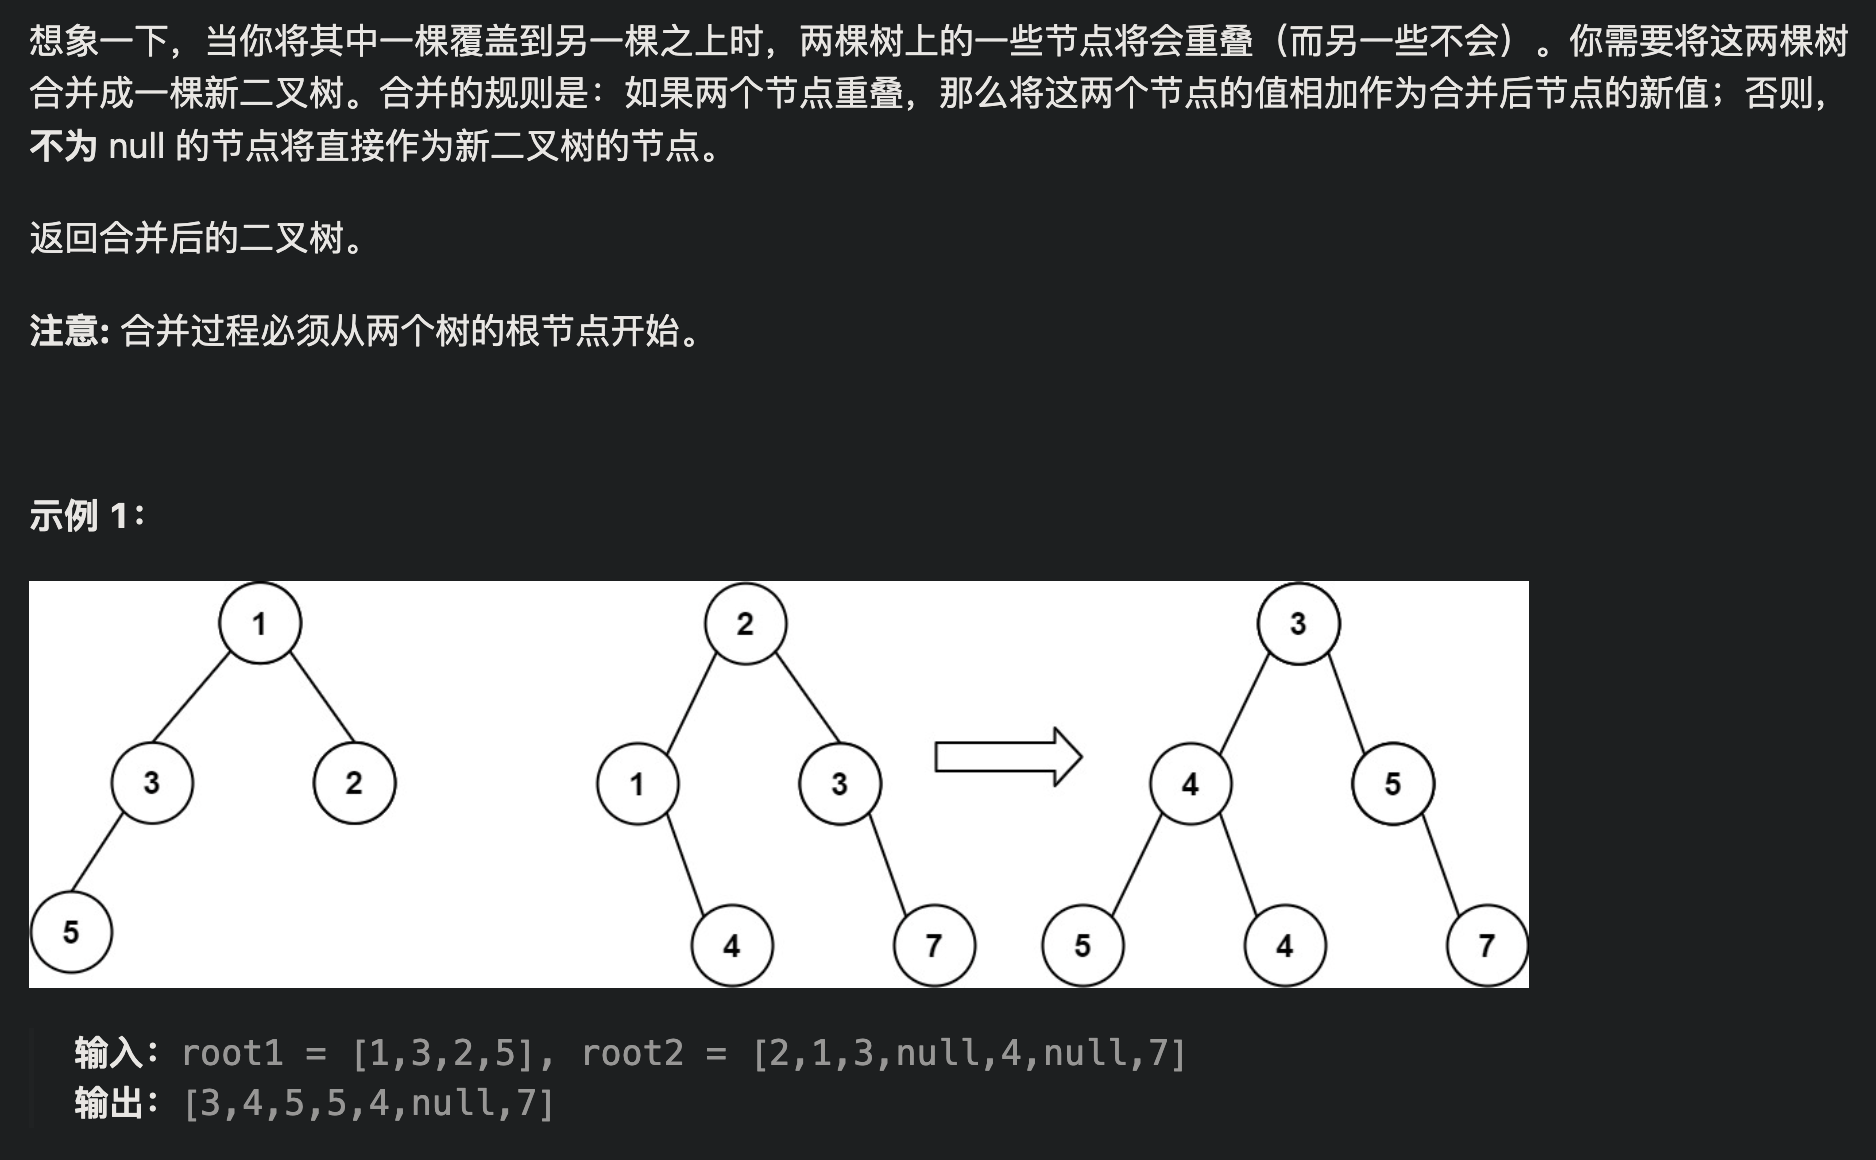 想象一下，当你将其中一棵覆盖到另一棵之上时，两棵树上的一些节点将会重叠（而另一些不会）。你需要将这两棵树
合并成一棵新二叉树。合并的规则是：如果两个节点重叠，那么将这两个节点的值相加作为合并后节点的新值；否则，
不为 null 的节点将直接作为新二叉树的节点。
返回合并后的二叉树。
注意: 合并过程必须从两个树的根节点开始。
示例 1：
1 2 3
3 2 1 3 4 5
5 4 7 5 4 7
输入：root1 = [1,3,2,5], root2 = [2,1,3,null,4,null,7]
输出：[3,4,5,5,4,null,7]